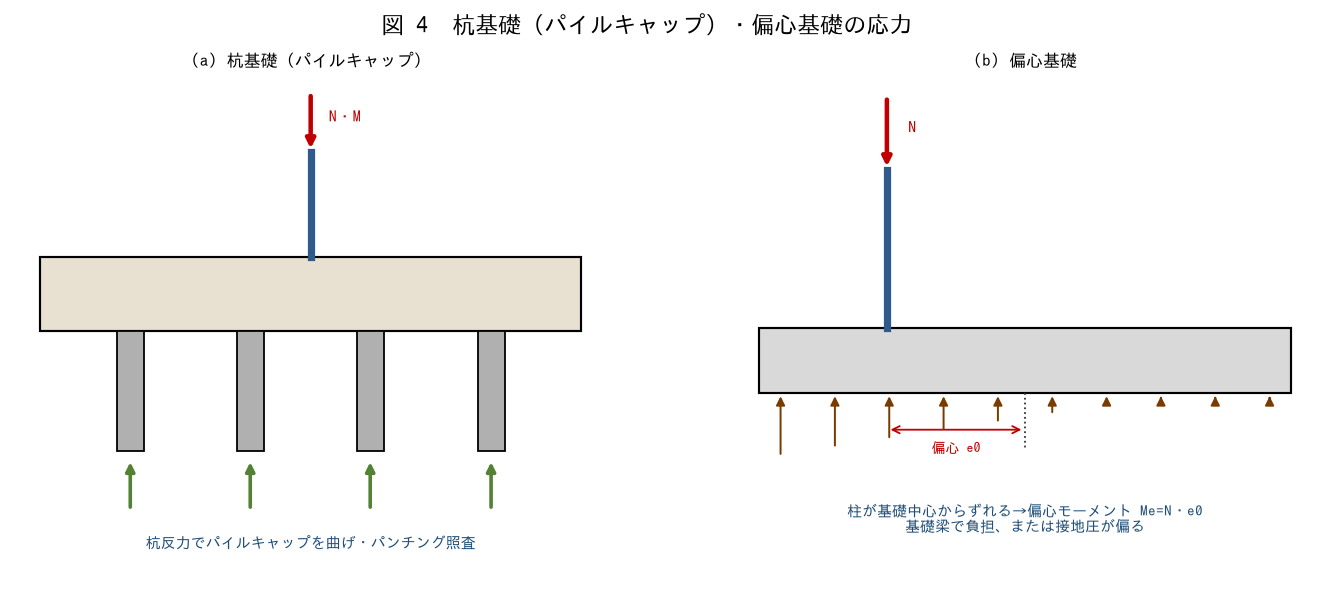 図 4　杭基礎（パイルキャップ）・偏心基礎の応力
（a）杭基礎（パイルキャップ）
N・M
杭反力でパイルキャップを曲げ・パンチング照査
（b）偏心基礎
N
偏心 e0
柱が基礎中心からずれる→偏心モーメント Me=N・e0
基礎梁で負担、または接地圧が偏る